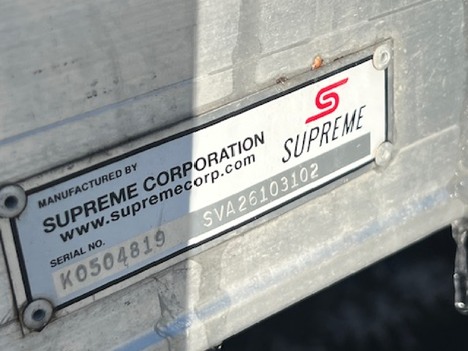 MANUFACTURED BY
SUPREME CORPORATION
www.supremecorp.com
SUPREME
SERIAL NO.
K0504819 SVA26103102